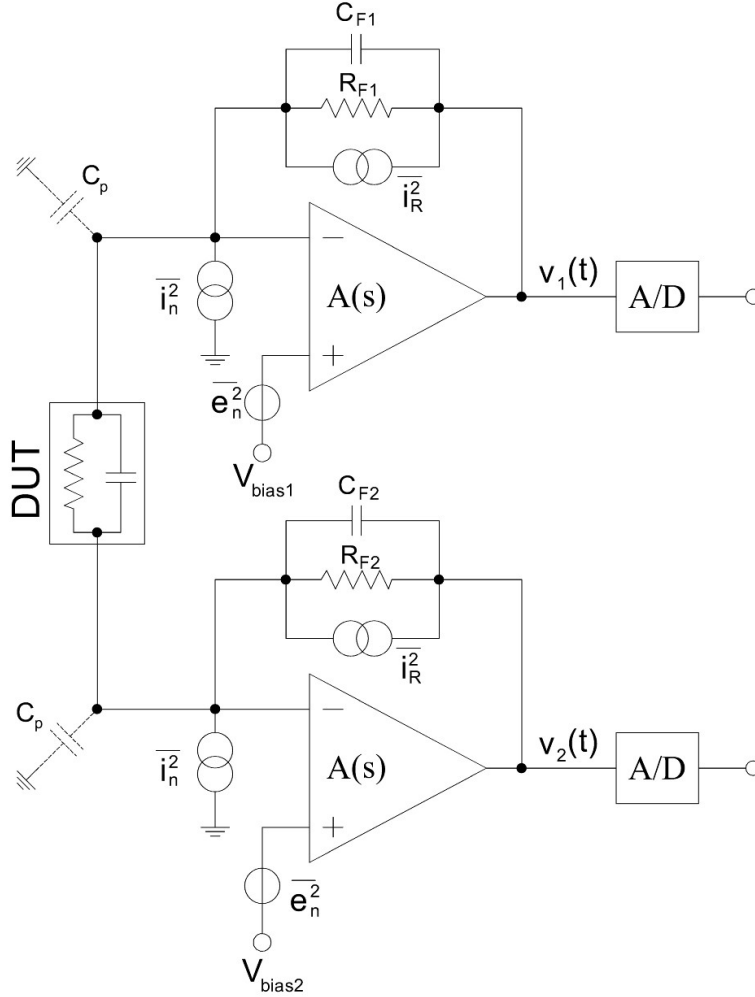 C_F1
R_F1
C_p
i_R^2
A(s)
v_1(t)
A/D
i_n^2
e_n^2
V_bias1
DUT
C_F2
R_F2
i_R^2
C_p
A(s)
v_2(t)
A/D
i_n^2
e_n^2
V_bias2